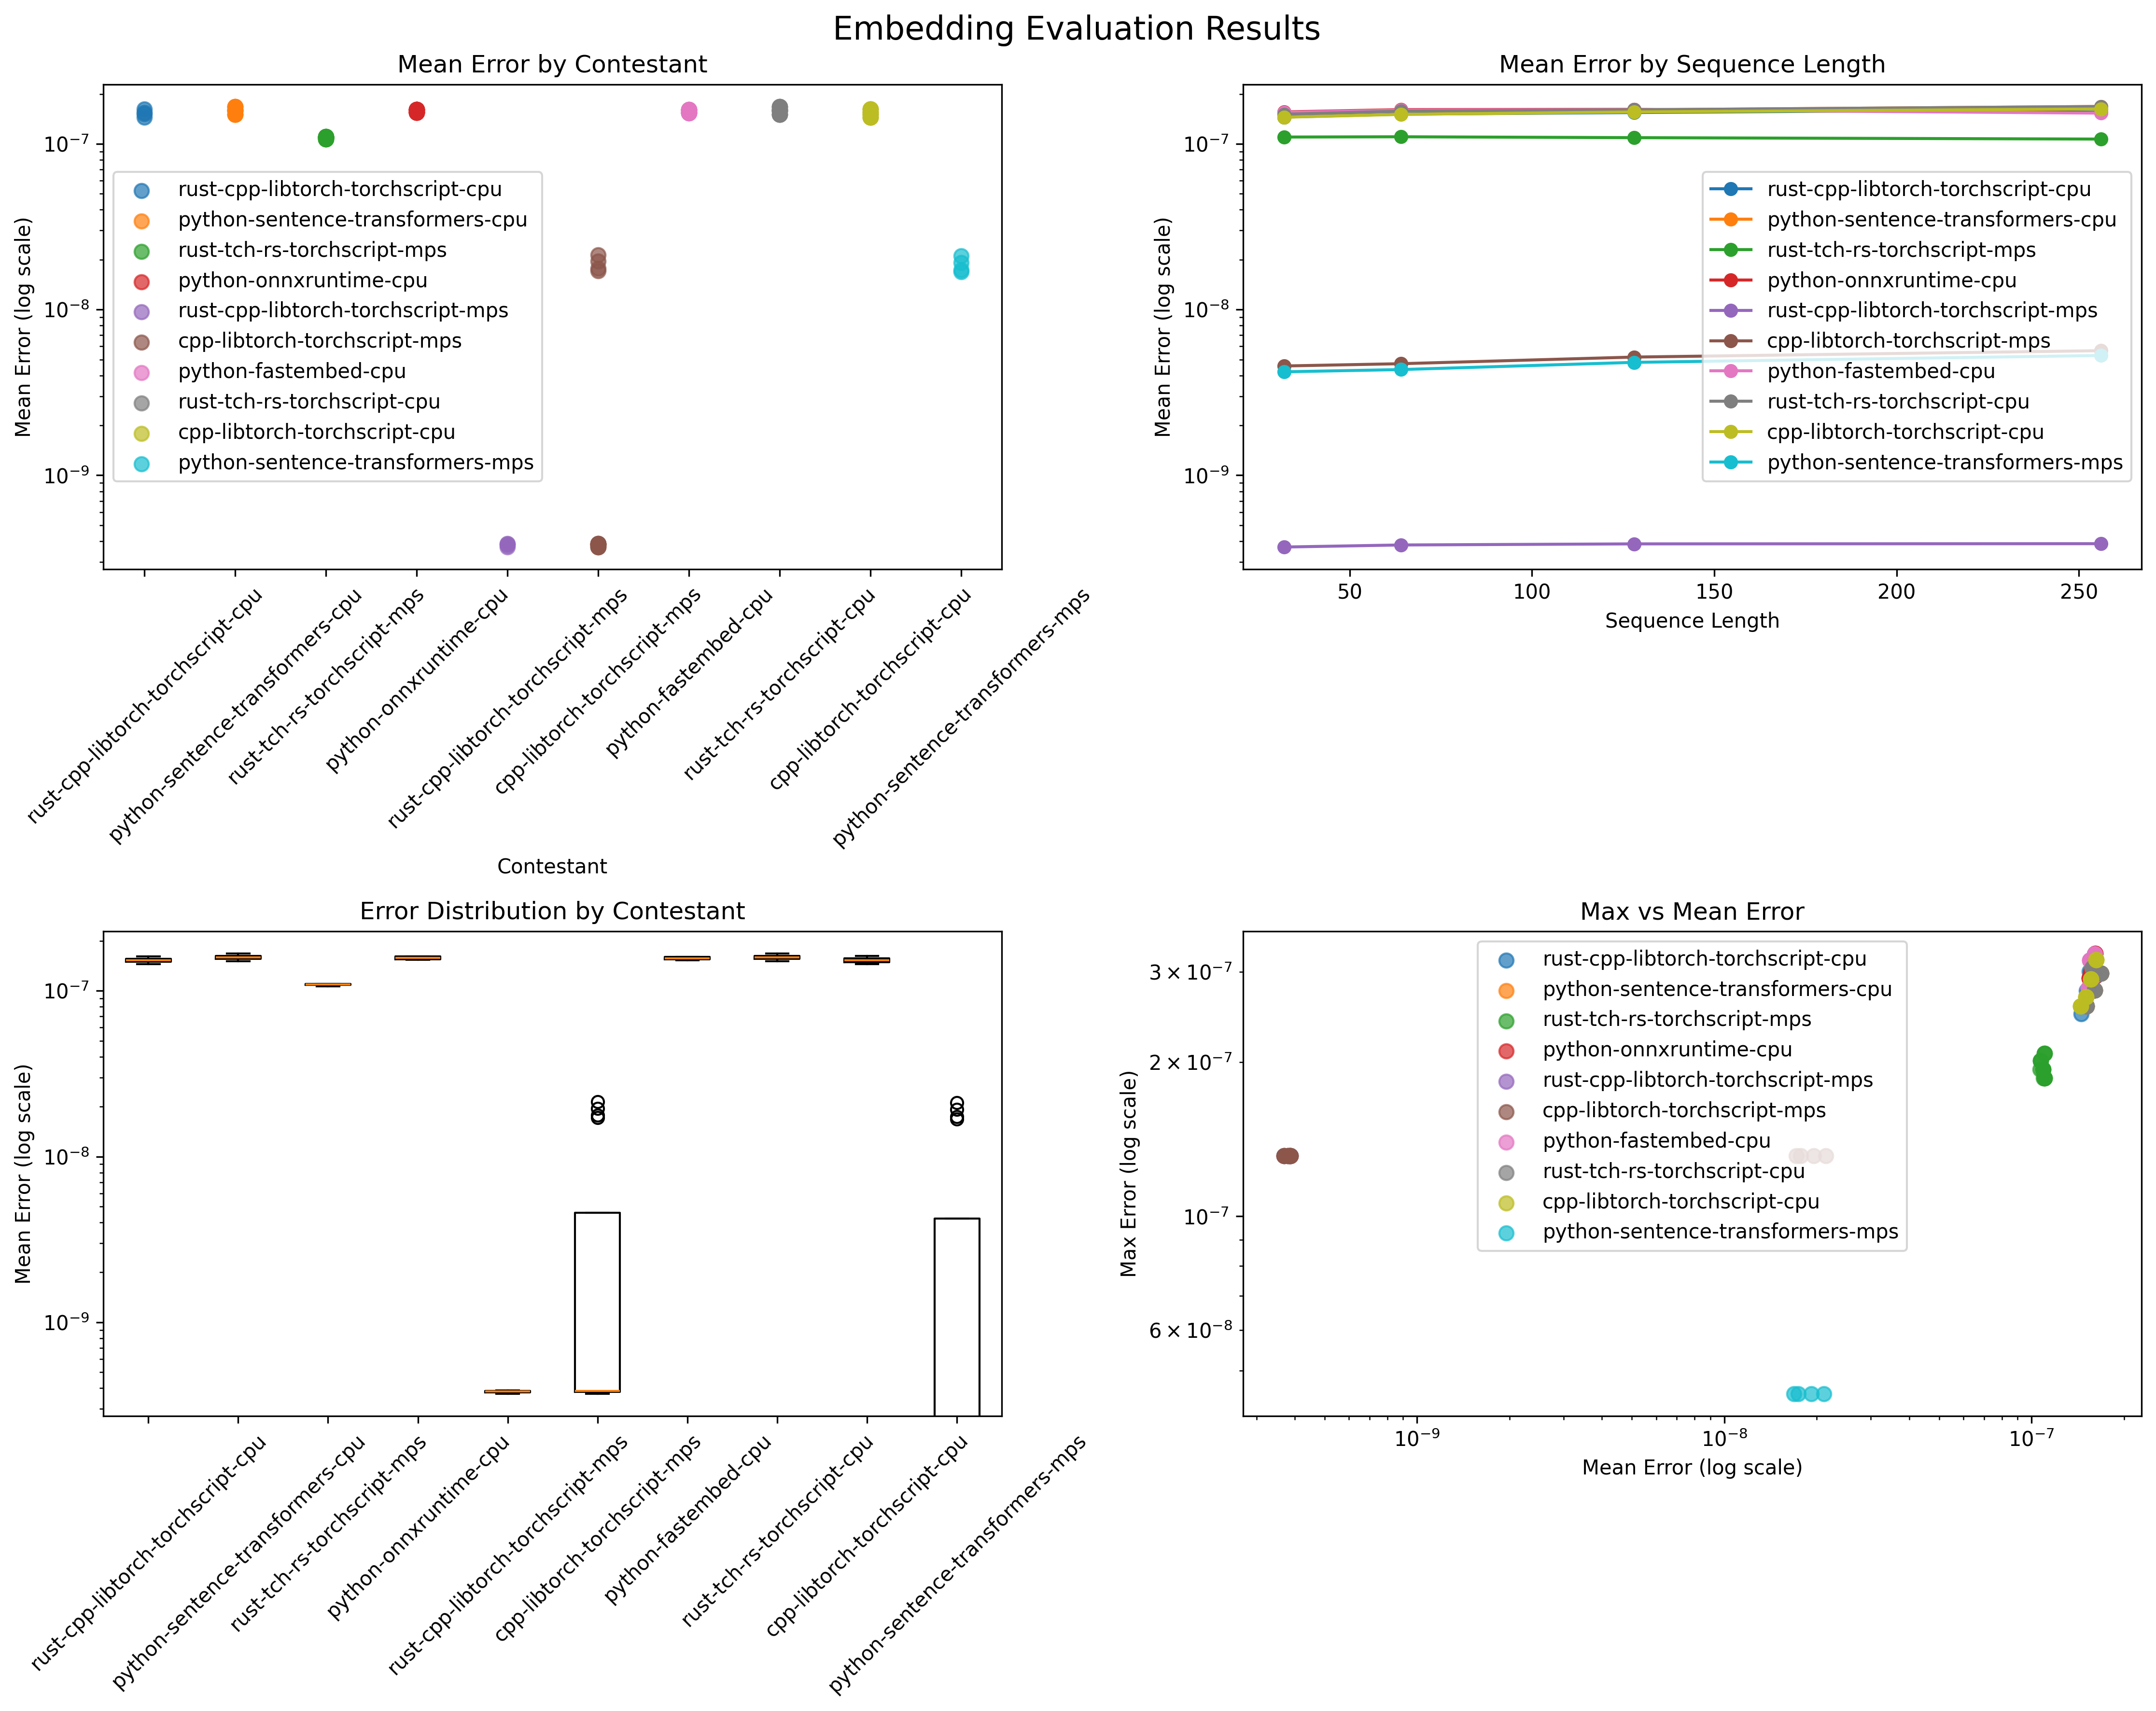 Embedding Evaluation Results
Mean Error by Contestant
Mean Error (log scale)
10⁻⁷
10⁻⁸
10⁻⁹
rust-cpp-libtorch-torchscript-cpu
python-sentence-transformers-cpu
rust-tch-rs-torchscript-mps
python-onnxruntime-cpu
rust-cpp-libtorch-torchscript-mps
cpp-libtorch-torchscript-mps
python-fastembed-cpu
rust-tch-rs-torchscript-cpu
cpp-libtorch-torchscript-cpu
python-sentence-transformers-mps
rust-cpp-libtorch-torchscript-cpu
python-sentence-transformers-cpu
rust-tch-rs-torchscript-mps
python-onnxruntime-cpu
rust-cpp-libtorch-torchscript-mps
cpp-libtorch-torchscript-mps
python-fastembed-cpu
rust-tch-rs-torchscript-cpu
cpp-libtorch-torchscript-cpu
python-sentence-transformers-mps
Contestant
Mean Error by Sequence Length
Mean Error (log scale)
10⁻⁷
10⁻⁸
10⁻⁹
rust-cpp-libtorch-torchscript-cpu
python-sentence-transformers-cpu
rust-tch-rs-torchscript-mps
python-onnxruntime-cpu
rust-cpp-libtorch-torchscript-mps
cpp-libtorch-torchscript-mps
python-fastembed-cpu
rust-tch-rs-torchscript-cpu
cpp-libtorch-torchscript-cpu
python-sentence-transformers-mps
50 100 150 200 250
Sequence Length
Error Distribution by Contestant
Mean Error (log scale)
10⁻⁷
10⁻⁸
10⁻⁹
rust-cpp-libtorch-torchscript-cpu
python-sentence-transformers-cpu
rust-tch-rs-torchscript-mps
python-onnxruntime-cpu
rust-cpp-libtorch-torchscript-mps
cpp-libtorch-torchscript-mps
python-fastembed-cpu
rust-tch-rs-torchscript-cpu
cpp-libtorch-torchscript-cpu
python-sentence-transformers-mps
Max vs Mean Error
Max Error (log scale)
3 × 10⁻⁷
2 × 10⁻⁷
10⁻⁷
6 × 10⁻⁸
rust-cpp-libtorch-torchscript-cpu
python-sentence-transformers-cpu
rust-tch-rs-torchscript-mps
python-onnxruntime-cpu
rust-cpp-libtorch-torchscript-mps
cpp-libtorch-torchscript-mps
python-fastembed-cpu
rust-tch-rs-torchscript-cpu
cpp-libtorch-torchscript-cpu
python-sentence-transformers-mps
10⁻⁹ 10⁻⁸ 10⁻⁷
Mean Error (log scale)